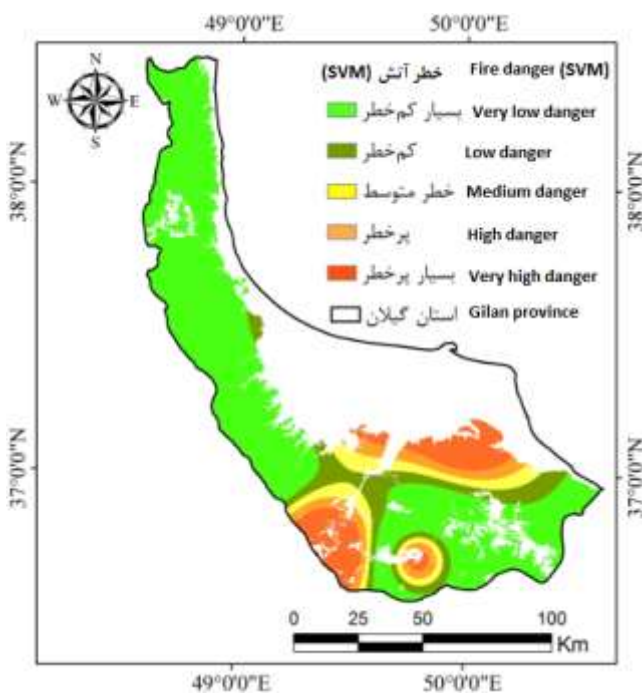 49°0'0"E 50°0'0"E
N
W E
S
خطر آتش (SVM) Fire danger (SVM)
بسیار کم‌خطر Very low danger
کم‌خطر Low danger
خطر متوسط Medium danger
پرخطر High danger
بسیار پرخطر Very high danger
استان گیلان Gilan province
38°0'0"N 38°0'0"N
37°0'0"N 37°0'0"N
0 25 50 100
Km
49°0'0"E 50°0'0"E